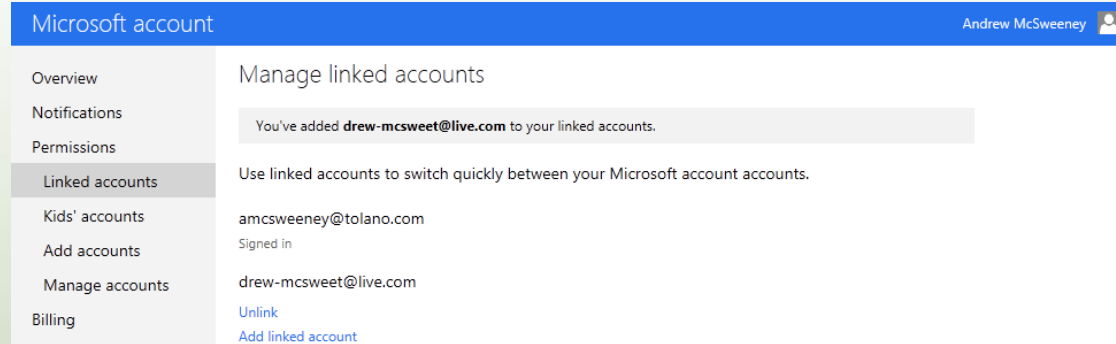 Microsoft account
Andrew McSweeney
Overview
Notifications
Permissions
Linked accounts
Kids' accounts
Add accounts
Manage accounts
Billing
Manage linked accounts
You've added drew-mcsweet@live.com to your linked accounts.
Use linked accounts to switch quickly between your Microsoft account accounts.
amcsweeney@tolano.com
Signed in
drew-mcsweet@live.com
Unlink
Add linked account